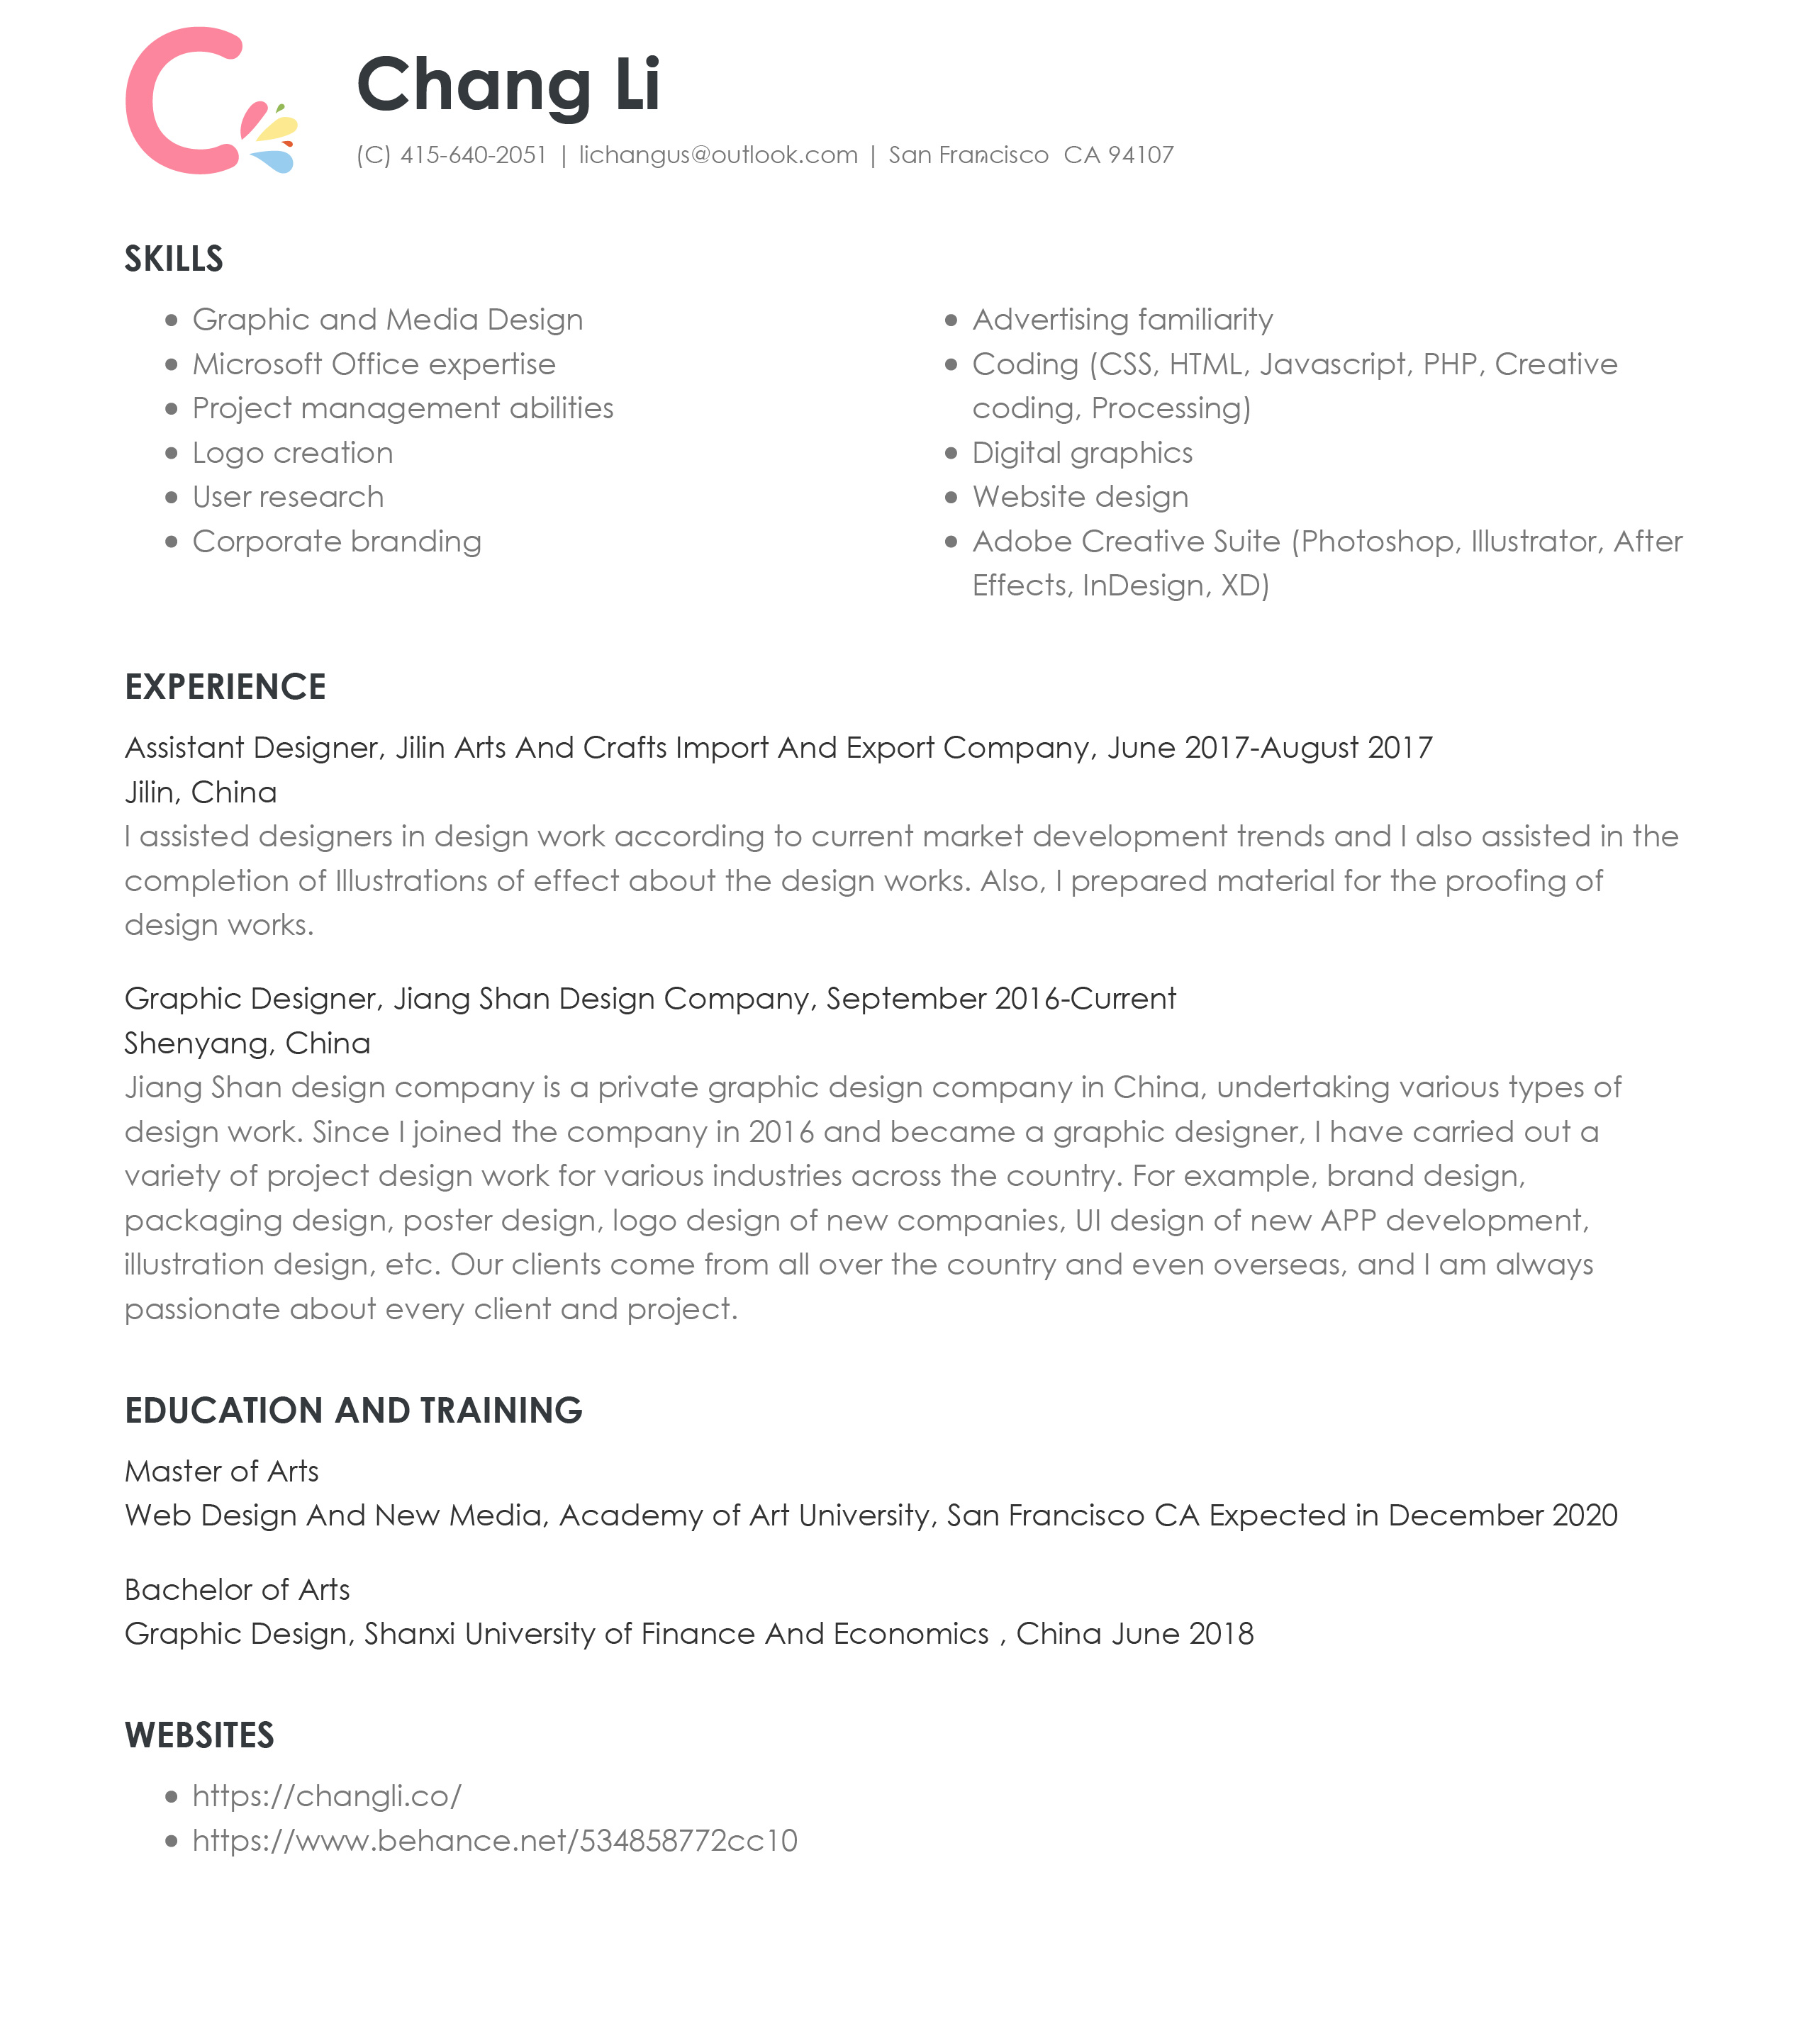 C
Chang Li
(C) 415-640-2051 | lichangus@outlook.com | San Francisco CA 94107
SKILLS
• Graphic and Media Design
• Microsoft Office expertise
• Project management abilities
• Logo creation
• User research
• Corporate branding
• Advertising familiarity
• Coding (CSS, HTML, Javascript, PHP, Creative
coding, Processing)
• Digital graphics
• Website design
• Adobe Creative Suite (Photoshop, Illustrator, After
Effects, InDesign, XD)
EXPERIENCE
Assistant Designer, Jilin Arts And Crafts Import And Export Company, June 2017-August 2017
Jilin, China
I assisted designers in design work according to current market development trends and I also assisted in the
completion of Illustrations of effect about the design works. Also, I prepared material for the proofing of
design works.
Graphic Designer, Jiang Shan Design Company, September 2016-Current
Shenyang, China
Jiang Shan design company is a private graphic design company in China, undertaking various types of
design work. Since I joined the company in 2016 and became a graphic designer, I have carried out a
variety of project design work for various industries across the country. For example, brand design,
packaging design, poster design, logo design of new companies, UI design of new APP development,
illustration design, etc. Our clients come from all over the country and even overseas, and I am always
passionate about every client and project.
EDUCATION AND TRAINING
Master of Arts
Web Design And New Media, Academy of Art University, San Francisco CA Expected in December 2020
Bachelor of Arts
Graphic Design, Shanxi University of Finance And Economics , China June 2018
WEBSITES
• https://changli.co/
• https://www.behance.net/534858772cc10